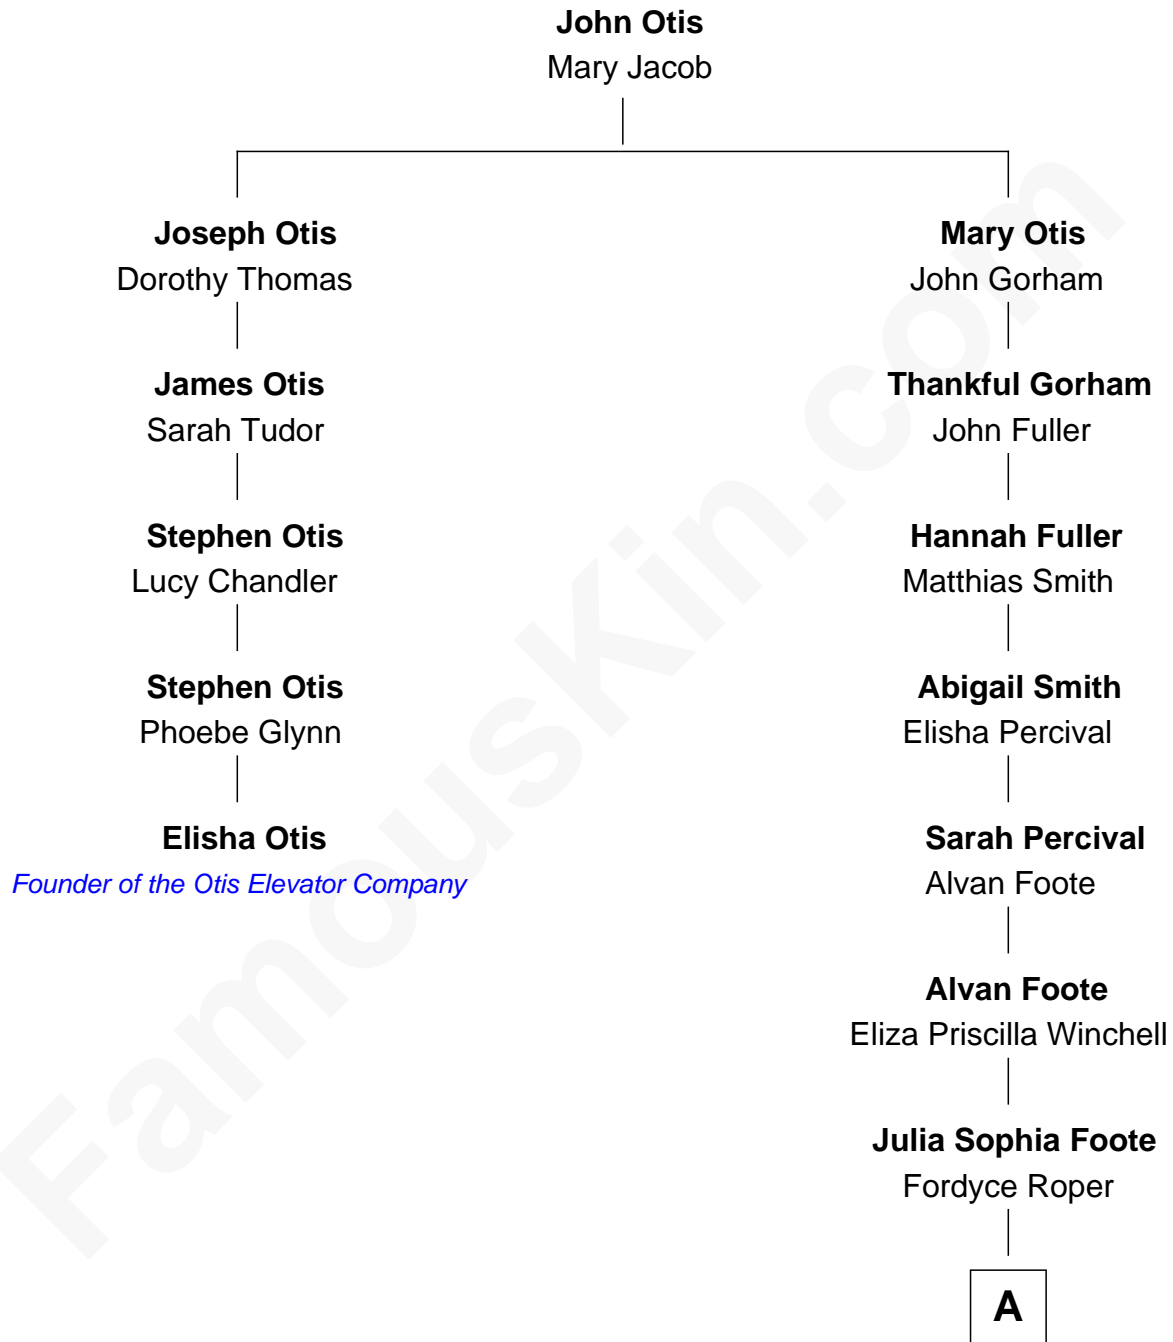 John Otis
Mary Jacob
Joseph Otis
Dorothy Thomas
Mary Otis
John Gorham
James Otis
Sarah Tudor
Thankful Gorham
John Fuller
Stephen Otis
Lucy Chandler
Hannah Fuller
Matthias Smith
Stephen Otis
Phoebe Glynn
Abigail Smith
Elisha Percival
Elisha Otis
Founder of the Otis Elevator Company
Sarah Percival
Alvan Foote
Alvan Foote
Eliza Priscilla Winchell
Julia Sophia Foote
Fordyce Roper
A
FamousKin.com